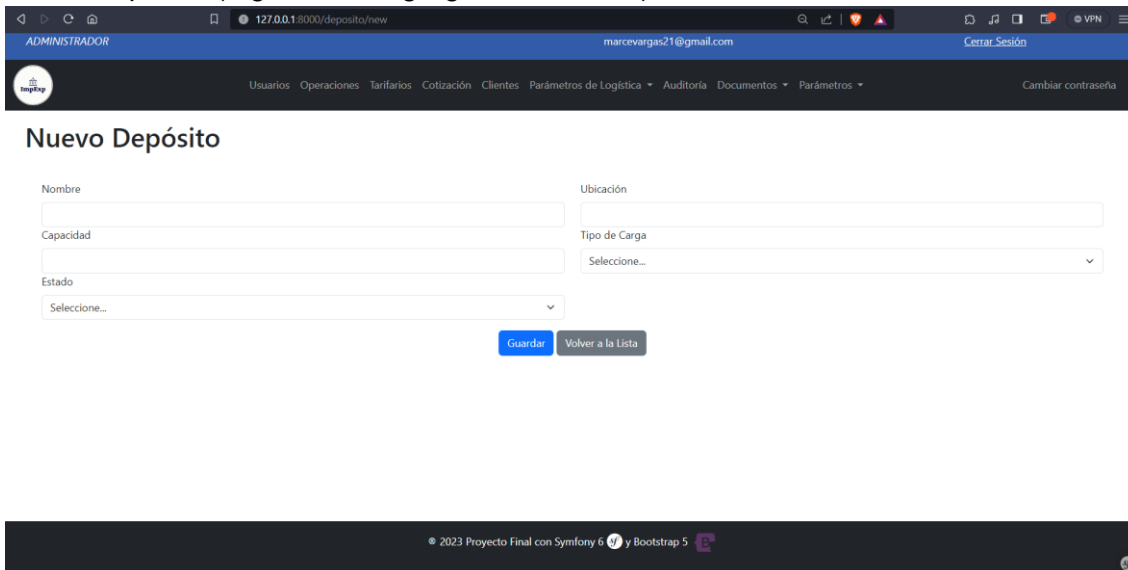 127.0.0.1:8000/deposito/new
VPN
ADMINISTRADOR marcevargas21@gmail.com Cerrar Sesión
ImpExp Usuarios Operaciones Tarifarios Cotización Clientes Parámetros de Logística Auditoría Documentos Parámetros Cambiar contraseña
Nuevo Depósito
Nombre Ubicación
Capacidad Tipo de Carga
Seleccione...
Estado
Seleccione...
Guardar Volver a la Lista
© 2023 Proyecto Final con Symfony 6 sf y Bootstrap 5 B